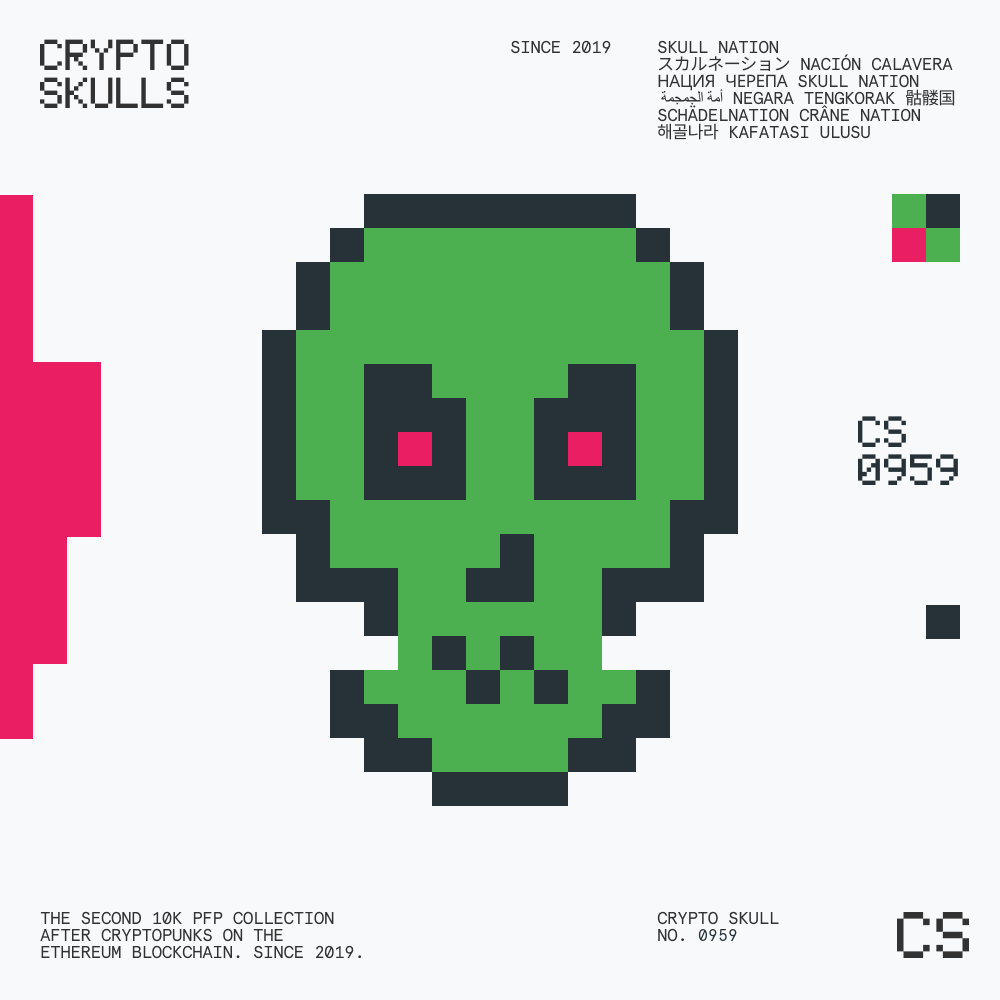 CRYPTO
SKULLS
SINCE 2019
SKULL NATION
スカルネーション NACIÓN CALAVERA
НАЦИЯ ЧЕРЕПА SKULL NATION
أمة الجمجمة NEGARA TENGKORAK 骷髅国
SCHÄDELNATION CRÂNE NATION
해골나라 KAFATASI ULUSU
CS
0959
THE SECOND 10K PFP COLLECTION
AFTER CRYPTOPUNKS ON THE
ETHEREUM BLOCKCHAIN. SINCE 2019.
CRYPTO SKULL
NO. 0959
CS